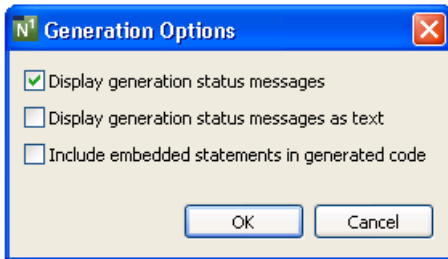 N¹ Generation Options
Display generation status messages
Display generation status messages as text
Include embedded statements in generated code
OK Cancel